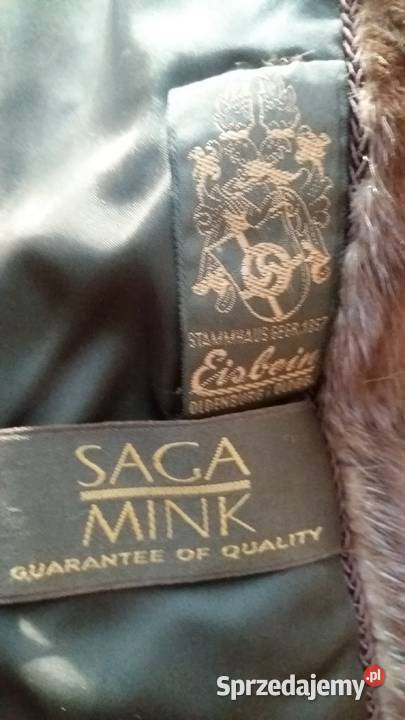 STAMMHAUS GEGR. 1857
Eisbein
OLDENBURG
SAGA
MINK
GUARANTEE OF QUALITY
Sprzedajemy.pl